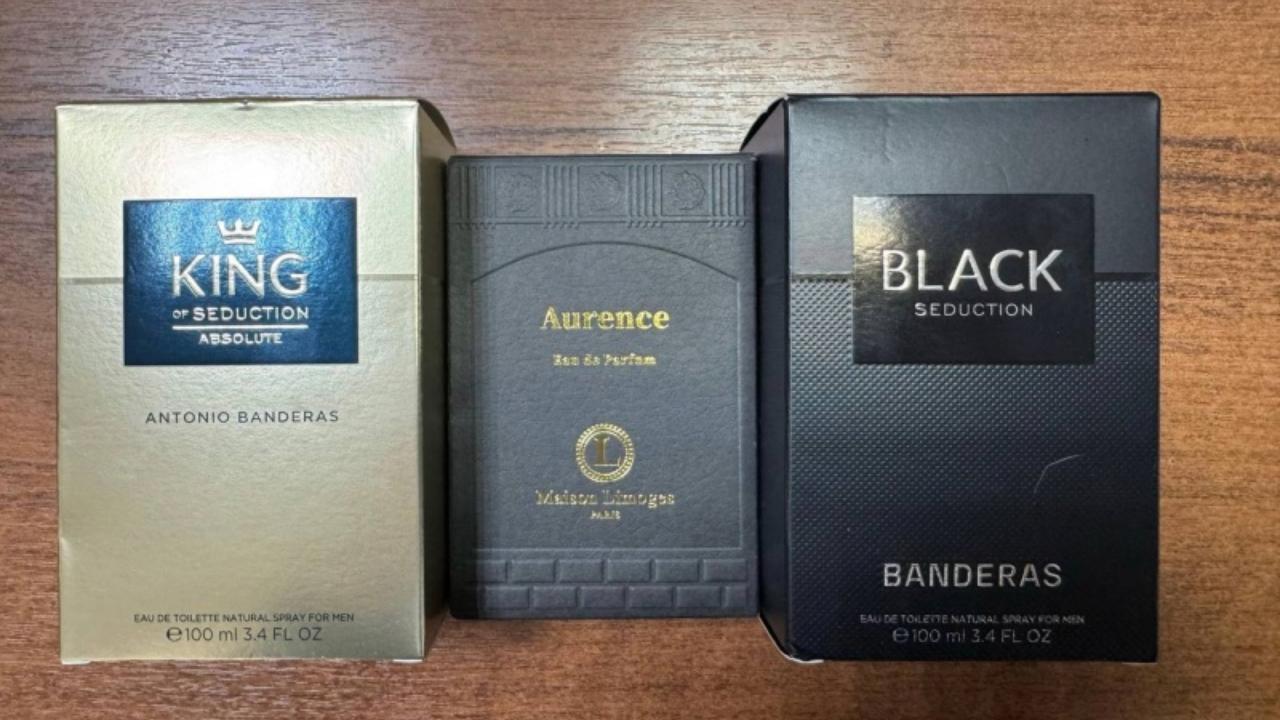 KING
OF SEDUCTION
ABSOLUTE
ANTONIO BANDERAS
EAU DE TOILETTE NATURAL SPRAY FOR MEN
℮100 ml 3.4 FL OZ
Aurence
Eau de Parfum
L
Maison Limoges
PARIS
BLACK
SEDUCTION
BANDERAS
EAU DE TOILETTE NATURAL SPRAY FOR MEN
℮100 ml 3.4 FL OZ